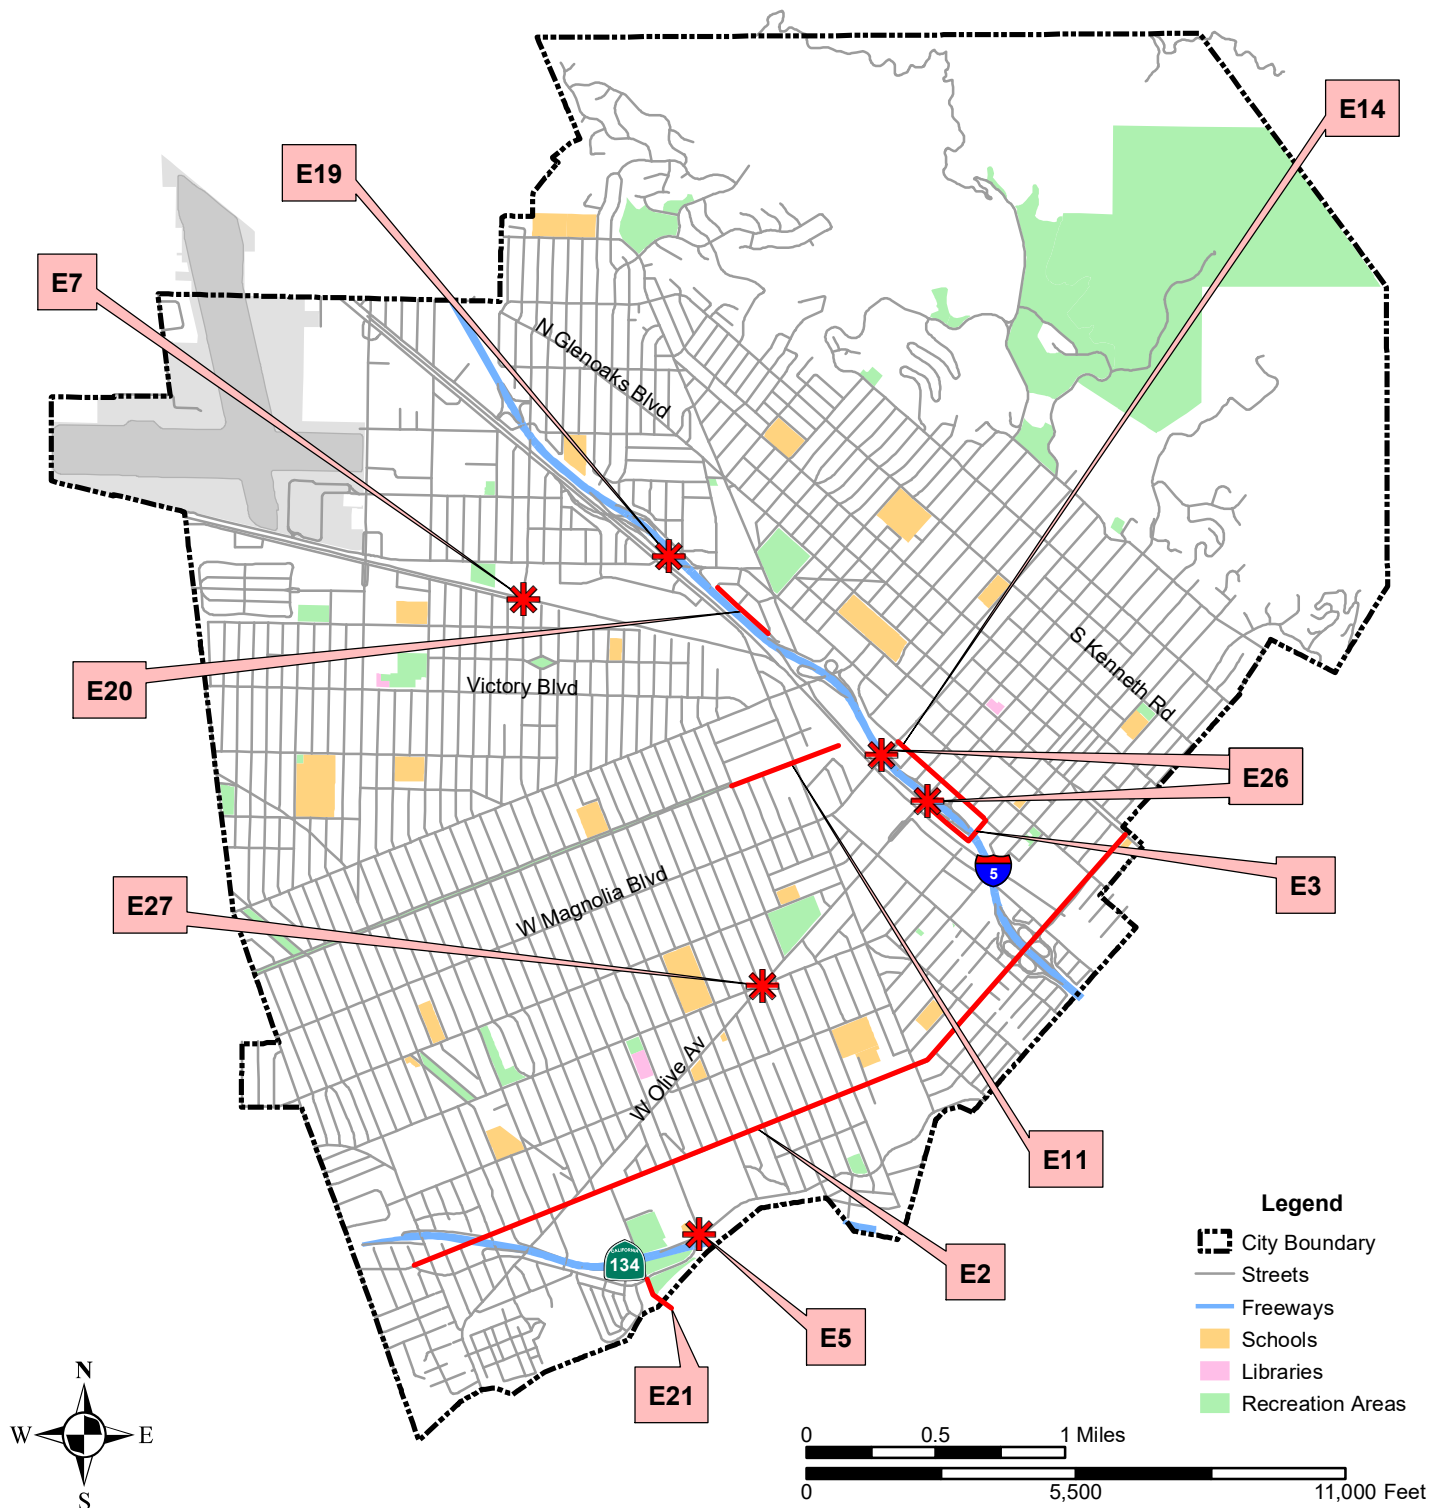 E14
E19
E7
N Glenoaks Blvd
S Kenneth Rd
E20
Victory Blvd
E26
W Magnolia Blvd
5
E3
E27
W Olive Av
E11
Legend
City Boundary
CALIFORNIA
134
E2
Streets
Freeways
E5
Schools
Libraries
E21
Recreation Areas
N
W E
S
0 0.5 1 Miles
0 5,500 11,000 Feet